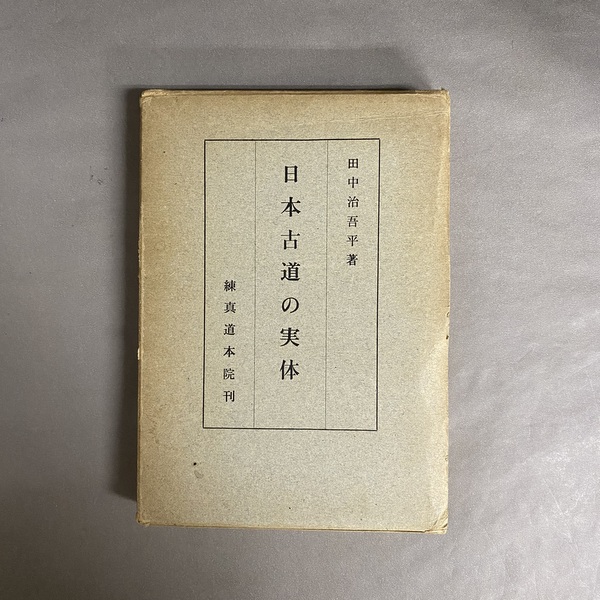 田中治吾平著
日本古道の実体
練真道本院刊